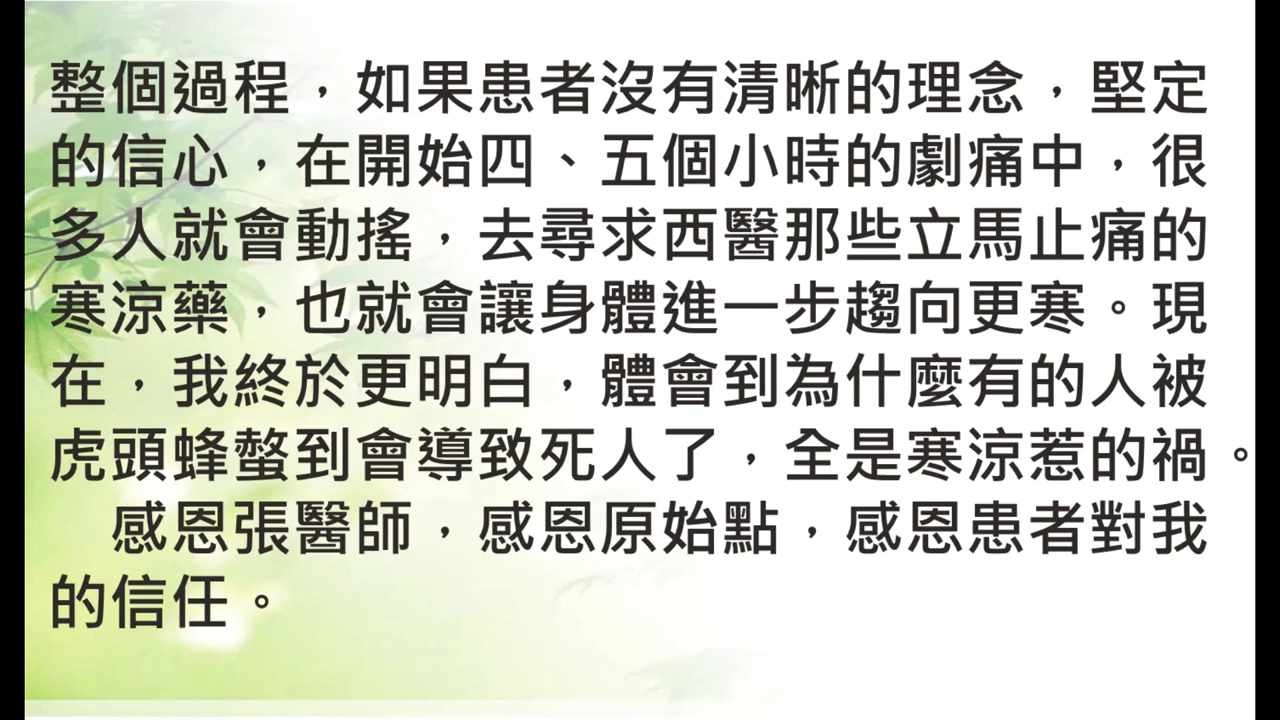 整個過程，如果患者沒有清晰的理念，堅定
的信心，在開始四、五個小時的劇痛中，很
多人就會動搖，去尋求西醫那些立馬止痛的
寒涼藥，也就會讓身體進一步趨向更寒。現
在，我終於更明白，體會到為什麼有的人被
虎頭蜂螫到會導致死人了，全是寒涼惹的禍。
感恩張醫師，感恩原始點，感恩患者對我
的信任。